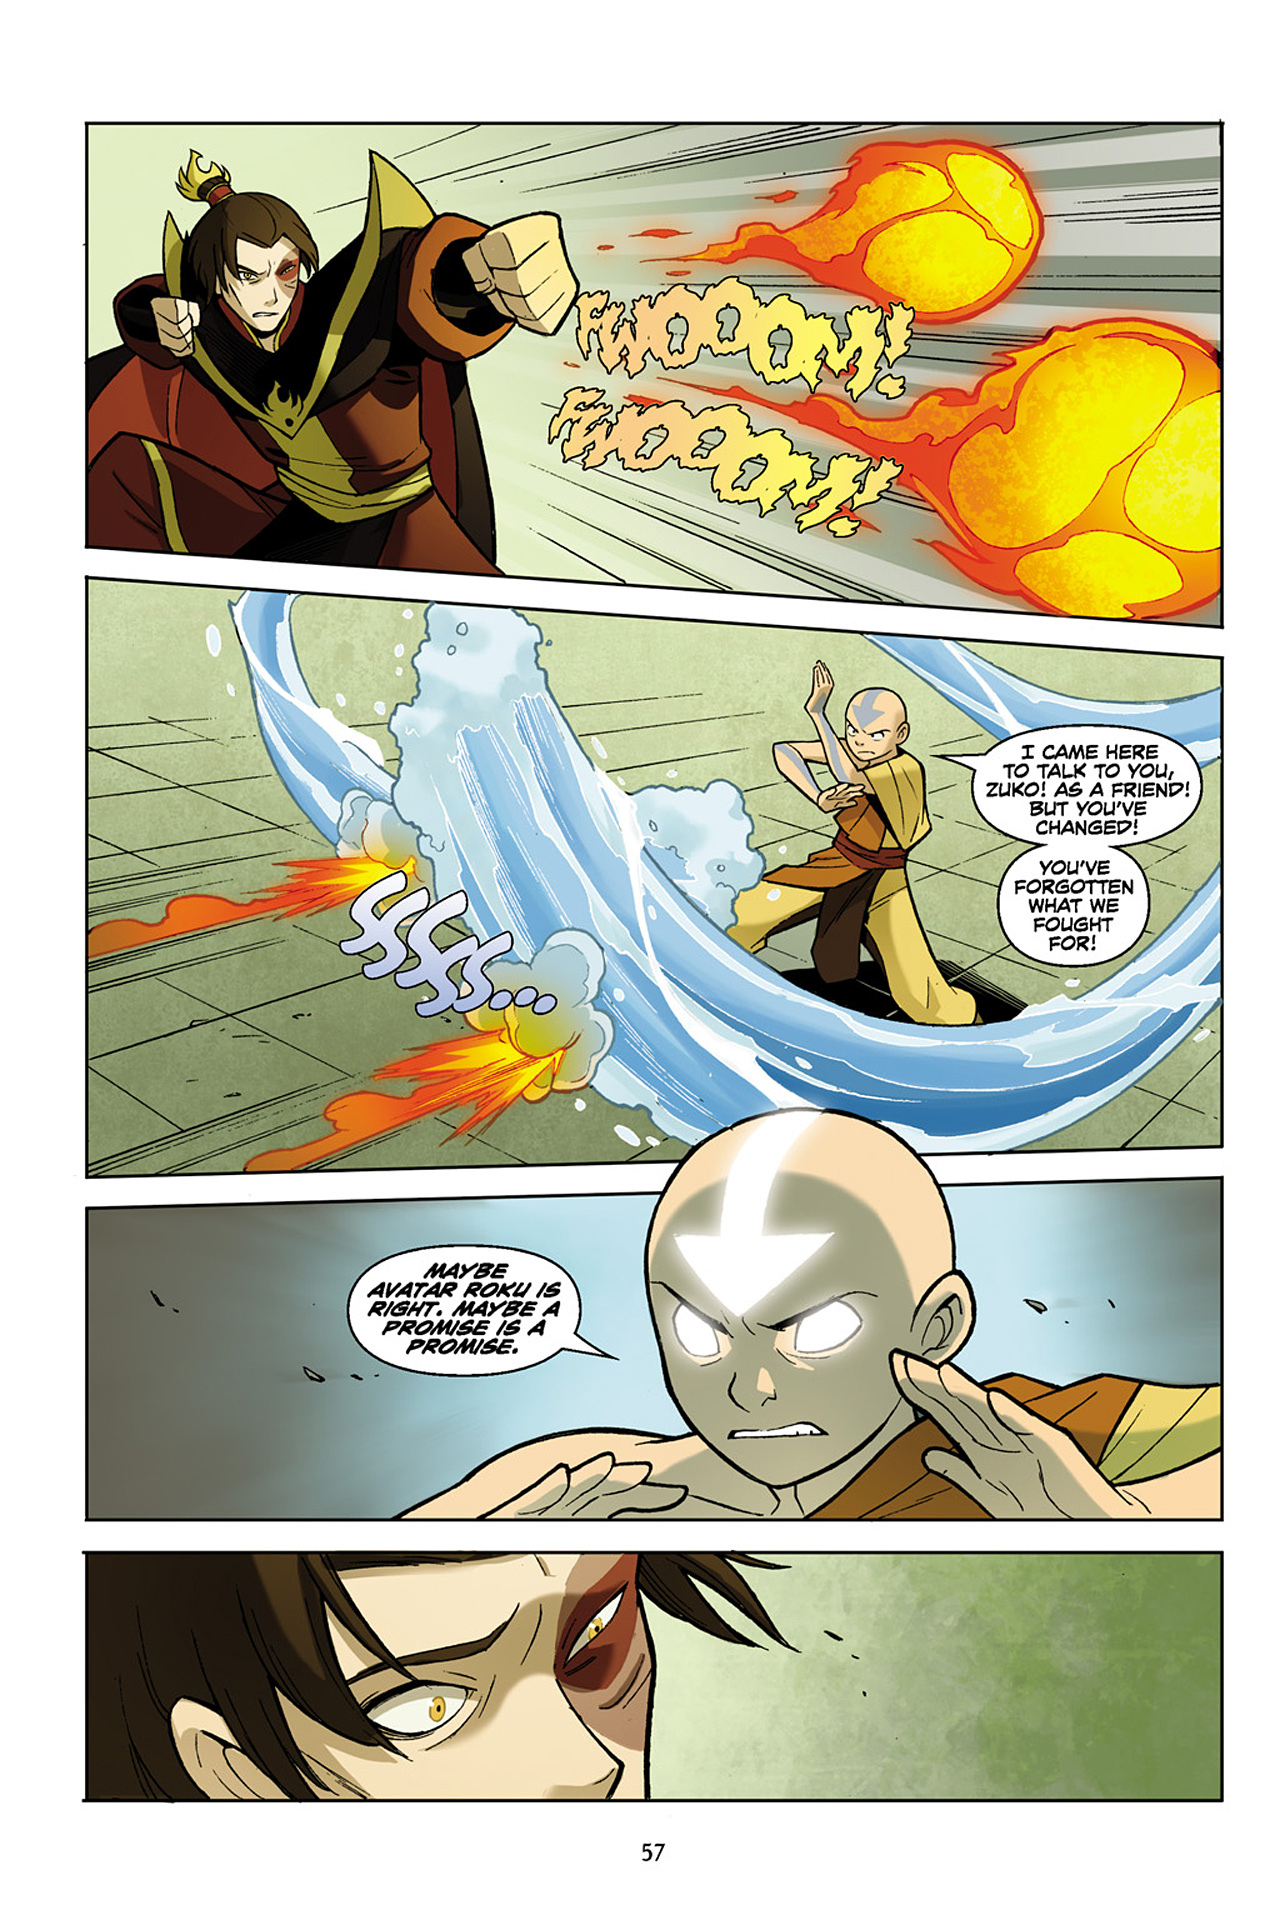 FWOOOM!
FWOOOM!
I CAME HERE
TO TALK TO YOU,
ZUKO! AS A FRIEND!
BUT YOU'VE
CHANGED!
YOU'VE
FORGOTTEN
WHAT WE
FOUGHT
FOR!
SSSSSS...
MAYBE
AVATAR ROKU IS
RIGHT. MAYBE A
PROMISE IS A
PROMISE.
57